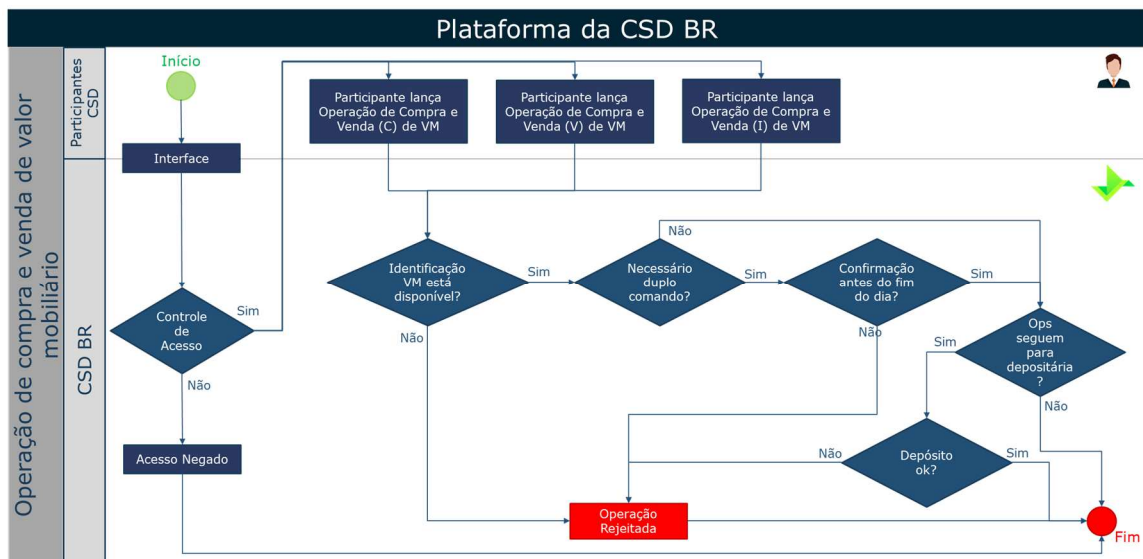 Plataforma da CSD BR
Operação de compra e venda de valor
mobiliário
Participantes
CSD
CSD BR
Início
Interface
Participante lança
Operação de Compra e
Venda (C) de VM
Participante lança
Operação de Compra e
Venda (V) de VM
Participante lança
Operação de Compra e
Venda (I) de VM
Controle
de
Acesso
Sim
Não
Acesso Negado
Identificação
VM está
disponível?
Sim
Não
Necessário
duplo
comando?
Não
Sim
Confirmação
antes do fim
do dia?
Sim
Não
Ops
seguem
para
depositária
?
Sim
Não
Depósito
ok?
Não
Sim
Operação
Rejeitada
Fim